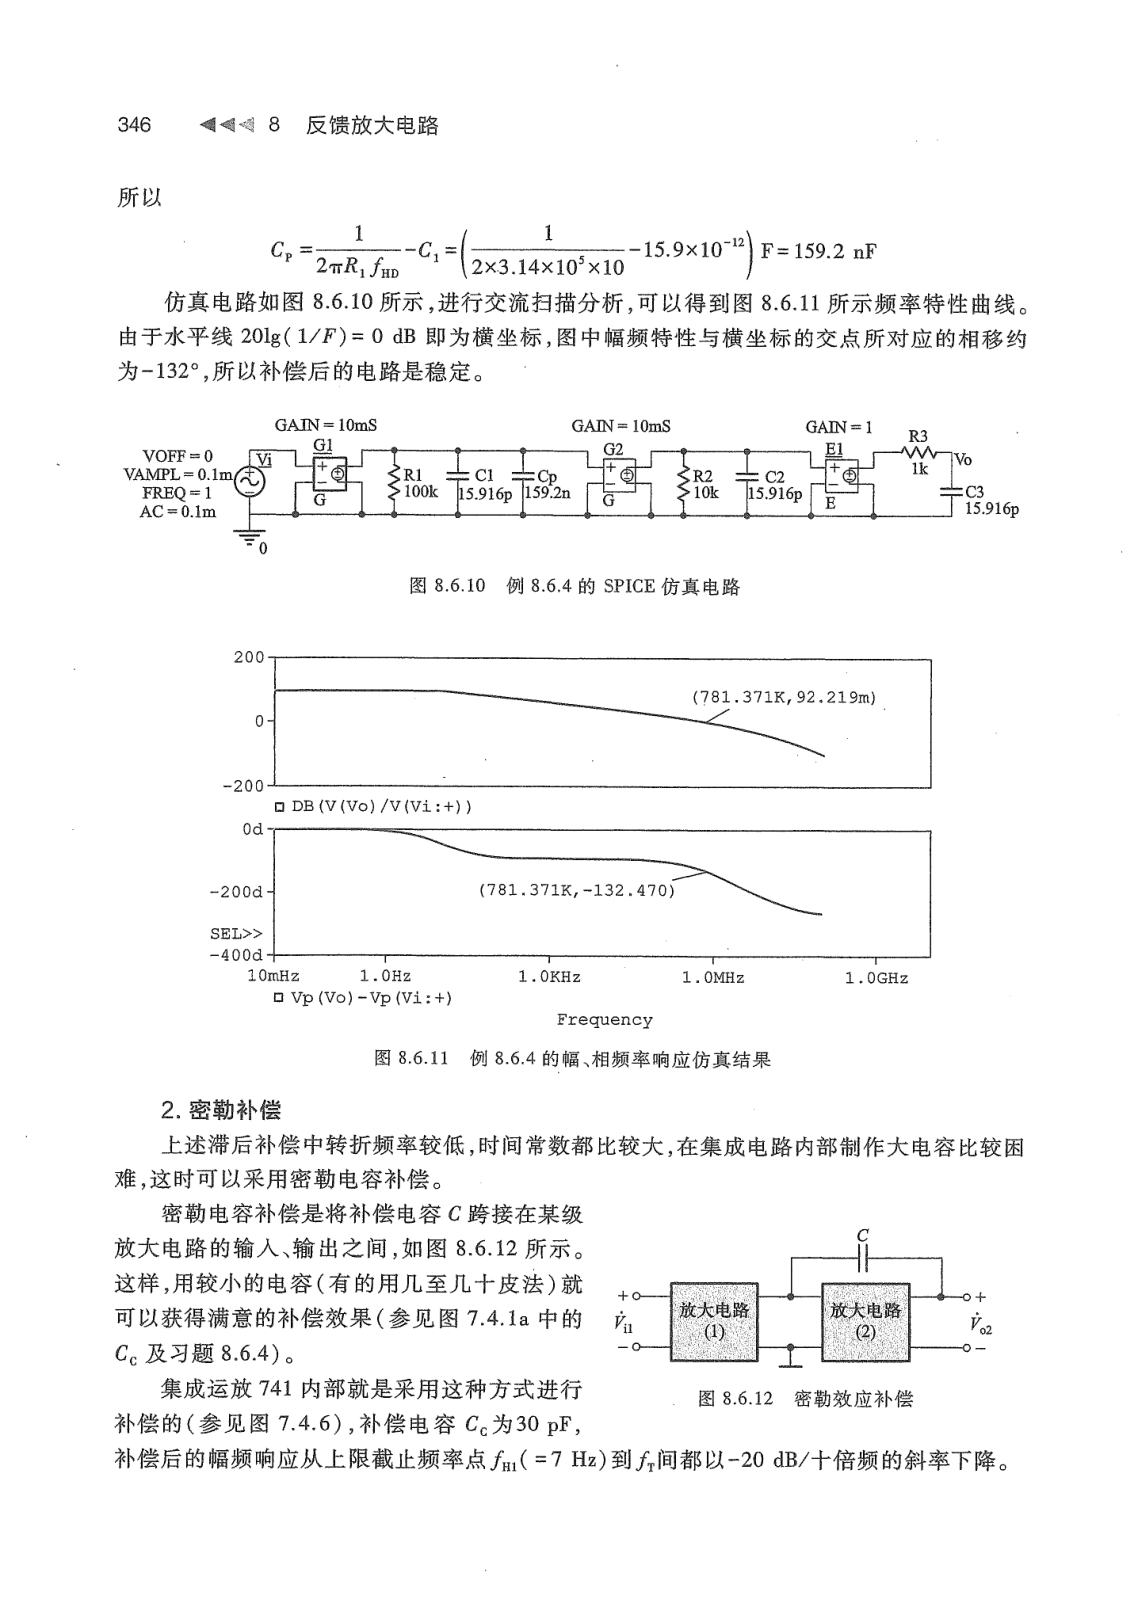 346 8 反馈放大电路
所以
C_P = 1/(2πR₁f_HD) - C₁ = (1/(2×3.14×10⁵×10) - 15.9×10⁻¹²) F = 159.2 nF
仿真电路如图 8.6.10 所示,进行交流扫描分析,可以得到图 8.6.11 所示频率特性曲线。
由于水平线 20lg(1/F)= 0 dB 即为横坐标,图中幅频特性与横坐标的交点所对应的相移约
为-132°,所以补偿后的电路是稳定。
GAIN = 10mS
GAIN = 10mS
GAIN = 1
G1
G2
E1
R3
VOFF = 0
VAMPL = 0.1m
FREQ = 1
AC = 0.1m
Vi
G
R1
100k
C1
15.916p
Cp
159.2n
G
R2
10k
C2
15.916p
E
1k
Vo
C3
15.916p
0
图 8.6.10 例 8.6.4 的 SPICE 仿真电路
200
(781.371K,92.219m)
0
-200
DB(V(Vo)/V(Vi:+))
0d
-200d
(781.371K,-132.470)
SEL>>
-400d
10mHz 1.0Hz 1.0KHz 1.0MHz 1.0GHz
Vp(Vo)-Vp(Vi:+)
Frequency
图 8.6.11 例 8.6.4 的幅、相频率响应仿真结果
2. 密勒补偿
上述滞后补偿中转折频率较低,时间常数都比较大,在集成电路内部制作大电容比较困
难,这时可以采用密勒电容补偿。
密勒电容补偿是将补偿电容 C 跨接在某级
放大电路的输入、输出之间,如图 8.6.12 所示。
这样,用较小的电容(有的用几至几十皮法)就
可以获得满意的补偿效果(参见图 7.4.1a 中的
C_C 及习题 8.6.4)。
集成运放 741 内部就是采用这种方式进行
补偿的(参见图 7.4.6),补偿电容 C_C为30 pF,
C
+
V̇_i1
-
放大电路
(1)
放大电路
(2)
+
V̇_o2
-
图 8.6.12 密勒效应补偿
补偿后的幅频响应从上限截止频率点 f_H1( = 7 Hz)到 f_T间都以-20 dB/十倍频的斜率下降。